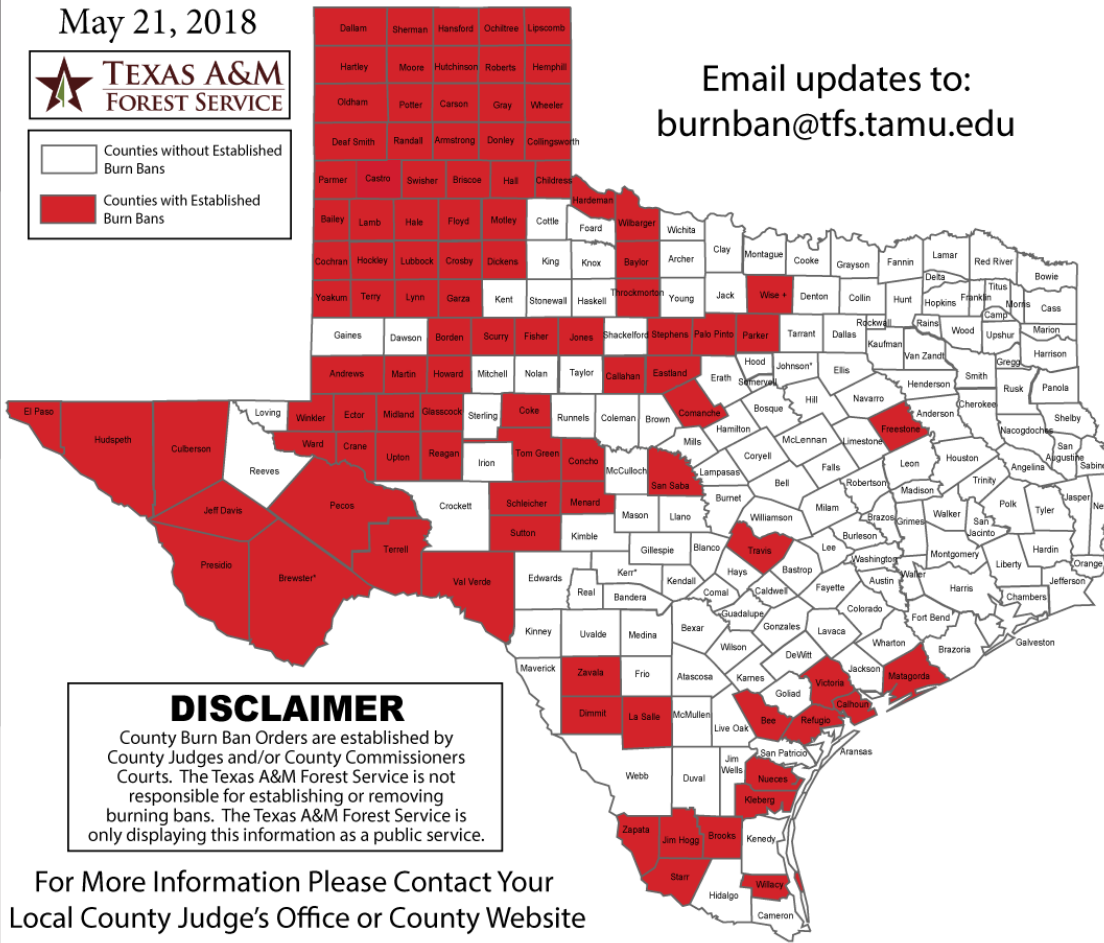 May 21, 2018
TEXAS A&M
FOREST SERVICE
Counties without Established
Burn Bans
Counties with Established
Burn Bans
Email updates to:
burnban@tfs.tamu.edu
Dallam Sherman Hansford Ochiltree Lipscomb
Hartley Moore Hutchinson Roberts Hemphill
Oldham Potter Carson Gray Wheeler
Deaf Smith Randall Armstrong Donley Collingsworth
Parmer Castro Swisher Briscoe Hall Childress
Hardeman
Bailey Lamb Hale Floyd Motley Cottle Foard Wilbarger Wichita
Clay Montague Cooke Grayson Fannin Lamar Red River Bowie
Cochran Hockley Lubbock Crosby Dickens King Knox Baylor Archer
Delta Titus
Yoakum Terry Lynn Garza Kent Stonewall Haskell Throckmorton Young Jack Wise + Denton Collin Hunt Hopkins Franklin Morris Cass
Camp
Gaines Dawson Borden Scurry Fisher Jones Shackelford Stephens Palo Pinto Parker Tarrant Dallas Rockwall Rains Wood Upshur Marion
Kaufman Van Zandt Harrison
Andrews Martin Howard Mitchell Nolan Taylor Callahan Eastland Erath Hood Johnson* Ellis Gregg
Somervell Henderson Smith Rusk Panola
El Paso Hudspeth Culberson Loving Winkler Ector Midland Glasscock Sterling Coke Runnels Coleman Brown Comanche Bosque Hill Navarro Anderson Cherokee Shelby
Hamilton Freestone Nacogdoches
Reeves Ward Crane Upton Reagan Irion Tom Green Concho McCulloch Mills McLennan Limestone San
Augustine Sabine
San Saba Lampasas Coryell Falls Leon Houston Angelina
Jeff Davis Pecos Crockett Schleicher Menard Burnet Bell Robertson Madison Trinity
Mason Llano Williamson Milam Brazos Grimes Walker San
Jacinto Polk Tyler Jasper
Presidio Brewster* Terrell Sutton Kimble Gillespie Blanco Travis Lee Burleson Montgomery Hardin
Val Verde Edwards Kerr* Kendall Hays Bastrop Washington Waller Liberty Orange
Real Bandera Comal Caldwell Fayette Austin Harris Chambers Jefferson
Kinney Uvalde Medina Bexar Guadalupe Gonzales Colorado Fort Bend
Wilson Lavaca Wharton Brazoria Galveston
Maverick Zavala Frio Atascosa Karnes DeWitt Jackson Matagorda
Goliad Victoria
Dimmit La Salle McMullen Live Oak Bee Refugio Calhoun
San Patricio Aransas
Webb Duval Jim
Wells Nueces
Kleberg
Zapata Jim Hogg Brooks Kenedy
Starr Hidalgo Willacy
Cameron
DISCLAIMER
County Burn Ban Orders are established by
County Judges and/or County Commissioners
Courts. The Texas A&M Forest Service is not
responsible for establishing or removing
burning bans. The Texas A&M Forest Service is
only displaying this information as a public service.
For More Information Please Contact Your
Local County Judge's Office or County Website